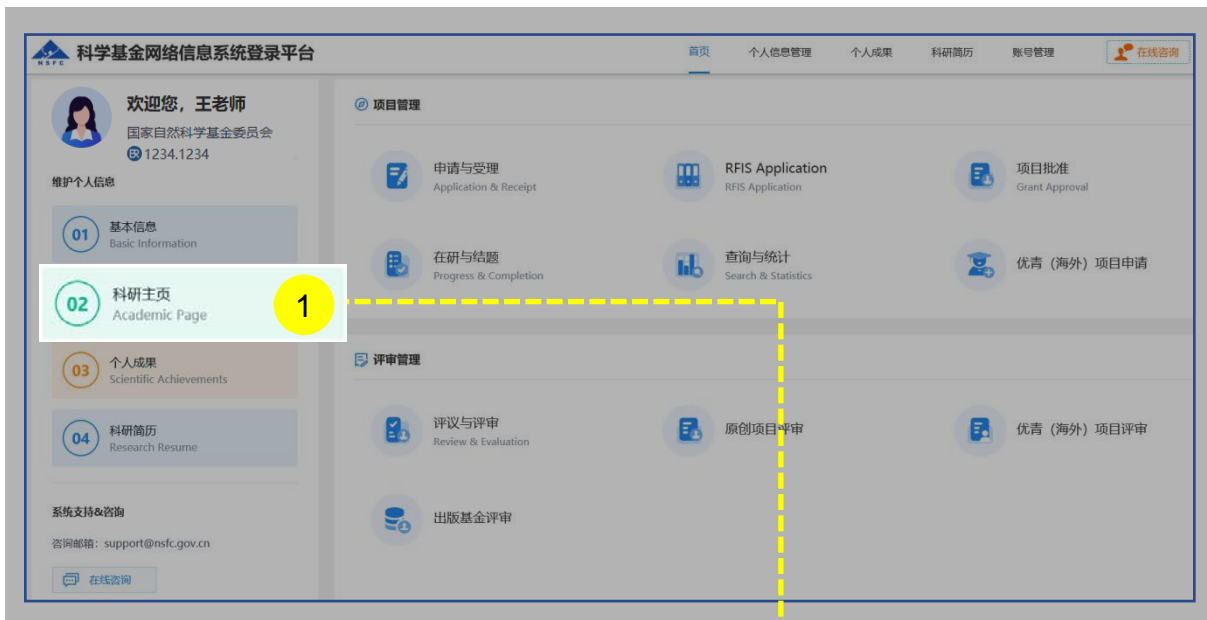 NSFC
科学基金网络信息系统登录平台
首页
个人信息管理
个人成果
科研简历
账号管理
在线咨询
欢迎您，王老师
国家自然科学基金委员会
1234.1234
维护个人信息
01
基本信息
Basic Information
02
科研主页
Academic Page
1
03
个人成果
Scientific Achievements
04
科研简历
Research Resume
系统支持&咨询
咨询邮箱：support@nsfc.gov.cn
在线咨询
项目管理
申请与受理
Application & Receipt
RFIS Application
RFIS Application
项目批准
Grant Approval
在研与结题
Progress & Completion
查询与统计
Search & Statistics
优青（海外）项目申请
评审管理
评议与评审
Review & Evaluation
原创项目评审
优青（海外）项目评审
出版基金评审